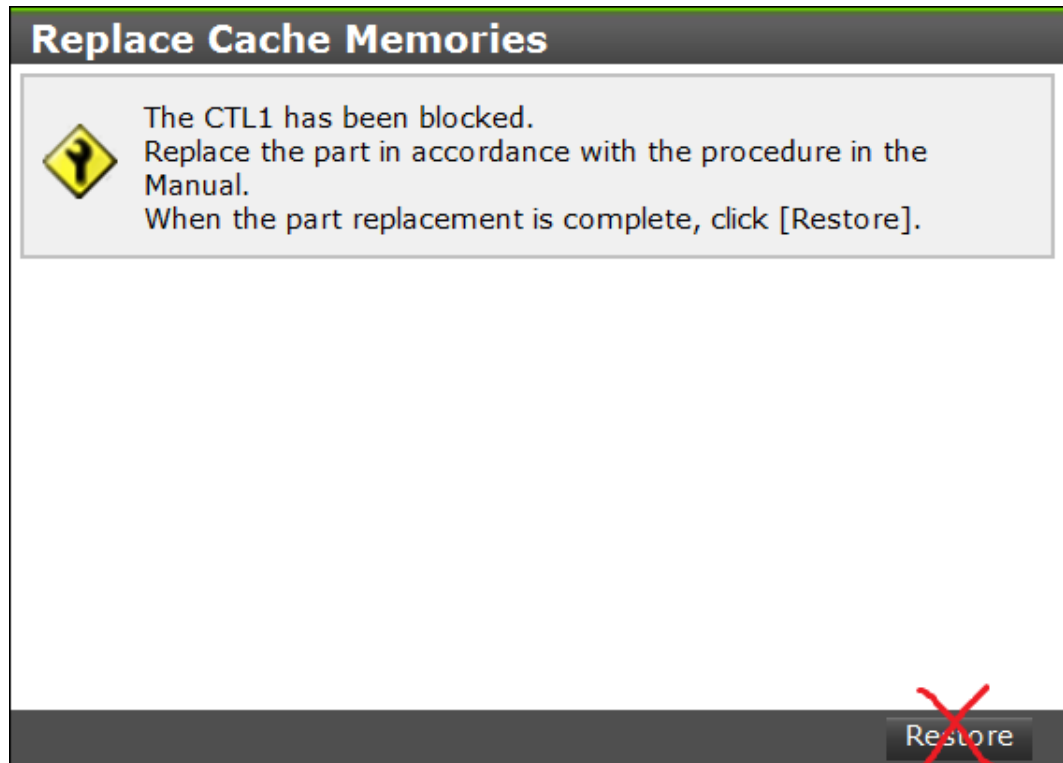 Replace Cache Memories
The CTL1 has been blocked.
Replace the part in accordance with the procedure in the
Manual.
When the part replacement is complete, click [Restore].
Restore